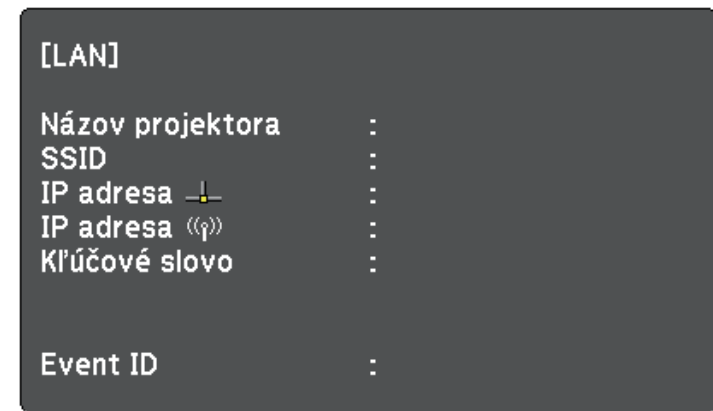 [LAN]
Názov projektora :
SSID :
IP adresa :
IP adresa :
Kľúčové slovo :
Event ID :